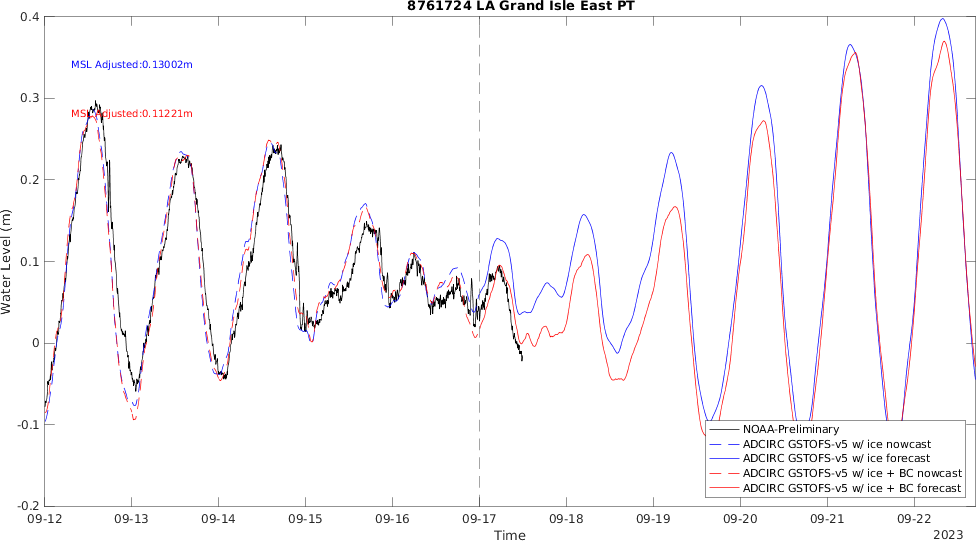 8761724 LA Grand Isle East PT
0.4
0.3
0.2
0.1
0
-0.1
-0.2
Water Level (m)
MSL Adjusted:0.13002m
MSL Adjusted:0.11221m
NOAA-Preliminary
ADCIRC GSTOFS-v5 w/ ice nowcast
ADCIRC GSTOFS-v5 w/ ice forecast
ADCIRC GSTOFS-v5 w/ ice + BC nowcast
ADCIRC GSTOFS-v5 w/ ice + BC forecast
09-12 09-13 09-14 09-15 09-16 09-17 09-18 09-19 09-20 09-21 09-22
Time
2023